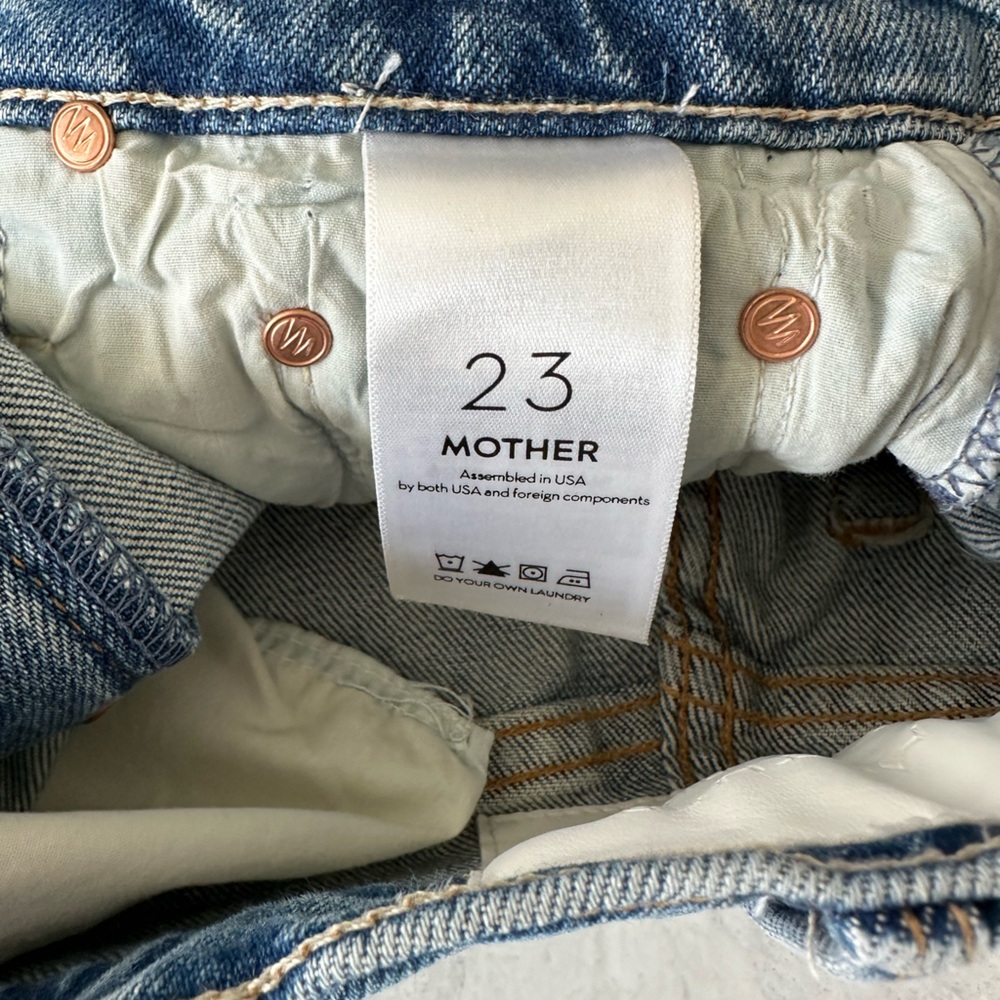 23
MOTHER
Assembled in USA
by both USA and foreign components
DO YOUR OWN LAUNDRY